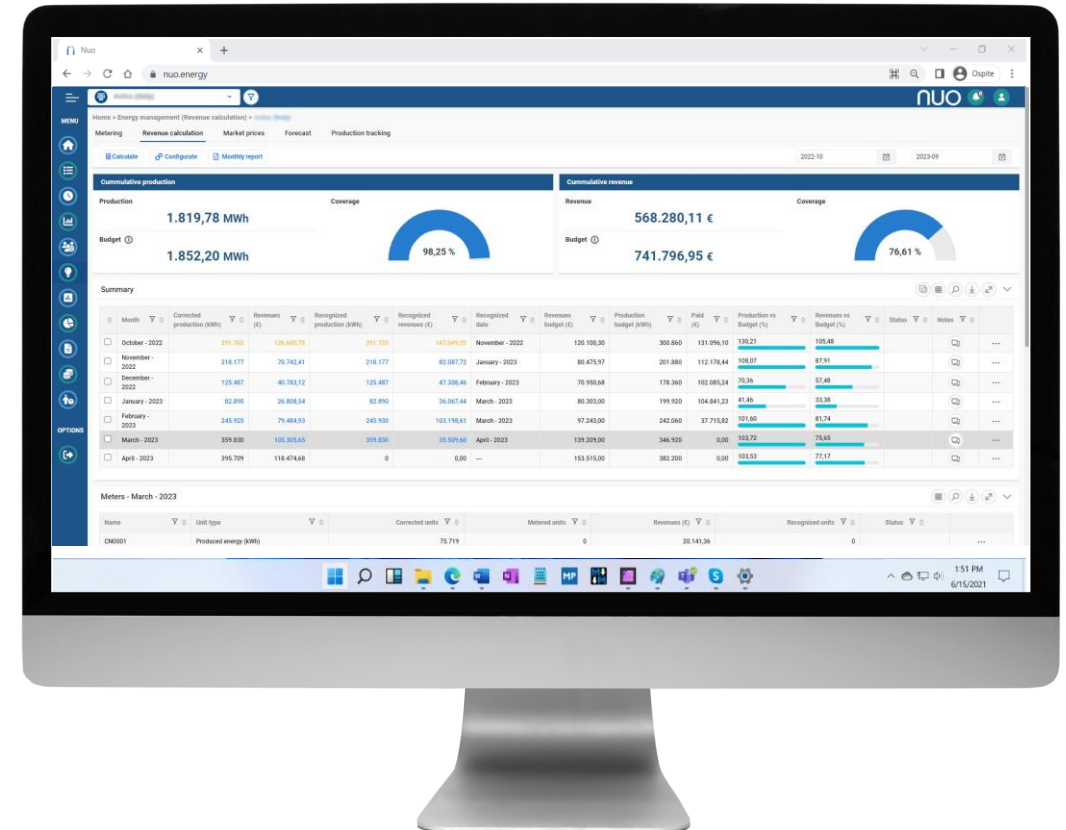 Nuo
nuo.energy
Ospite
nuo
MENU
Home » Energy management (Revenue calculation) »
Metering Revenue calculation Market prices Forecast Production tracking
Calculate Configurate Monthly report 2022-10 2023-09
Cummulative production
Production Coverage
1.819,78 MWh
Budget
1.852,20 MWh
98,25 %
Cummulative revenue
Revenue Coverage
568.280,11 €
Budget
741.796,95 €
76,61 %
Summary
Month Corrected production (kWh) Revenues (€) Recognized production (kWh) Recognized revenues (€) Recognized date Revenues budget (€) Production budget (kWh) Paid (€) Production vs Budget (%) Revenues vs Budget (%) Status Notes
October - 2022 November - 2022 120.100,30 300.860 131.096,10 130,21 105,48
November - 2022 218.177 70.742,41 218.177 82.087,72 January - 2023 80.475,97 201.880 112.178,44 108,07 87,91
December - 2022 125.487 40.783,12 125.487 47.308,46 February - 2023 70.950,68 178.360 102.085,24 70,36 57,48
January - 2023 82.890 26.808,54 82.890 36.067,44 March - 2023 80.303,00 199.920 104.841,23 41,46 33,38
February - 2023 245.925 79.484,93 245.930 103.198,61 March - 2023 97.243,00 242.060 37.715,82 101,60 81,74
March - 2023 359.830 105.305,65 359.830 35.509,60 April - 2023 139.209,00 346.920 0,00 103,72 75,65
April - 2023 395.709 118.474,68 0 0,00 --- 153.515,00 382.200 0,00 103,53 77,17
OPTIONS
Meters - March - 2023
Name Unit type Corrected units Metered units Revenues (€) Recognized units Status
CN0001 Produced energy (kWh) 75.719 0 20.141,36 0
MP
1:51 PM
6/15/2021